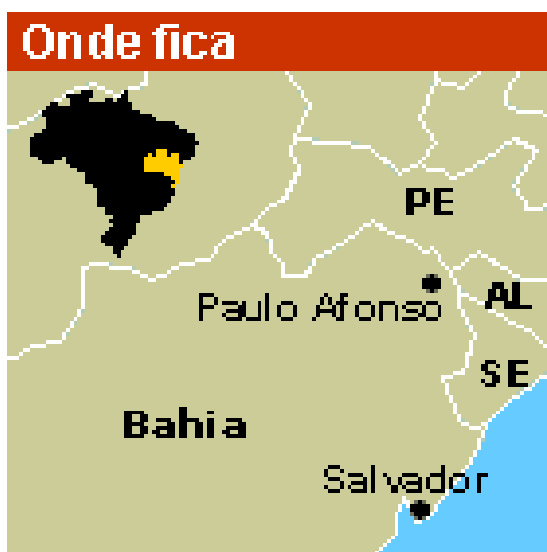 Onde fica
PE
Paulo Afonso
AL
SE
Bahia
Salvador